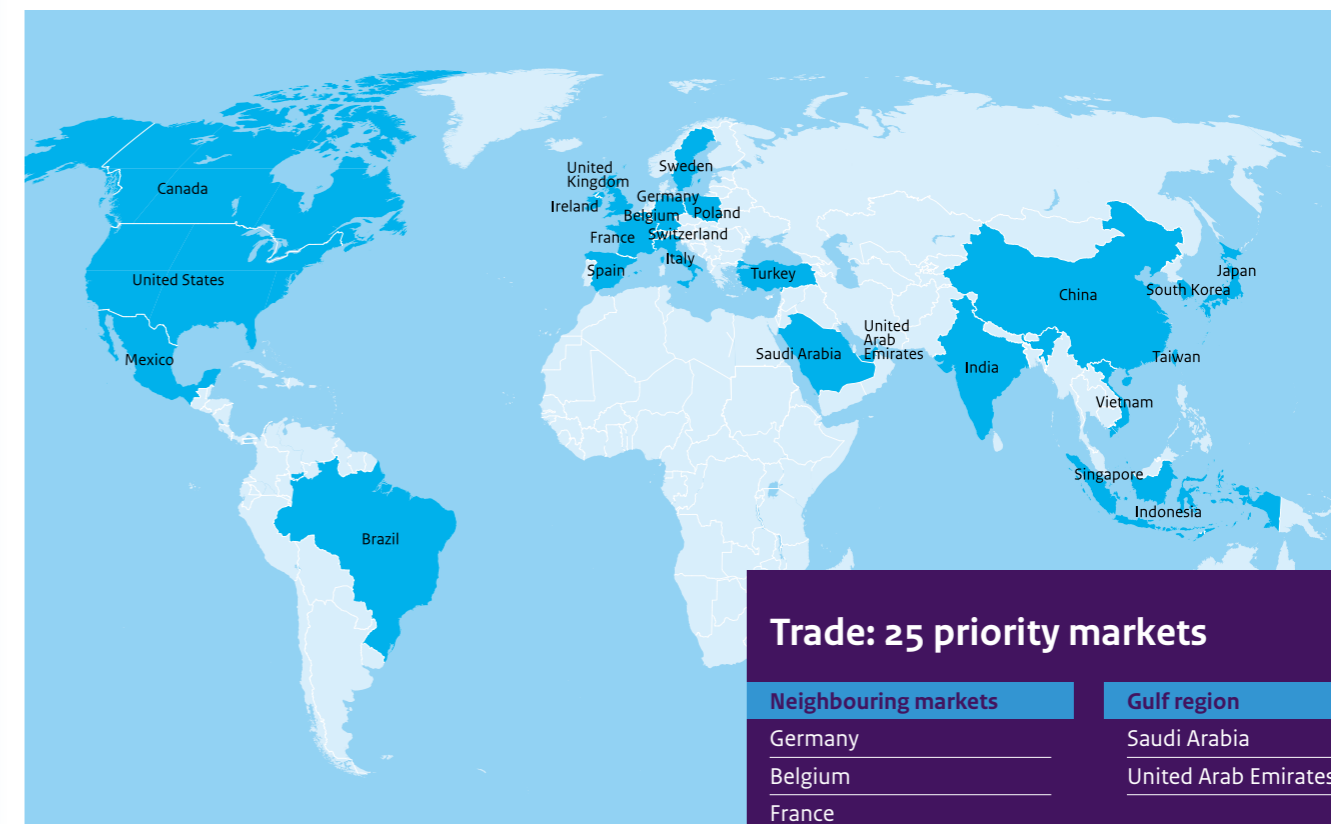 United
Kingdom
Sweden
Canada
Ireland
Germany
Belgium
Poland
France
Switzerland
Italy
Spain
Turkey
United States
China
South Korea
Japan
Mexico
Saudi Arabia
United
Arab
Emirates
India
Taiwan
Vietnam
Singapore
Indonesia
Brazil
Trade: 25 priority markets
Neighbouring markets
Germany
Belgium
France
Gulf region
Saudi Arabia
United Arab Emirates